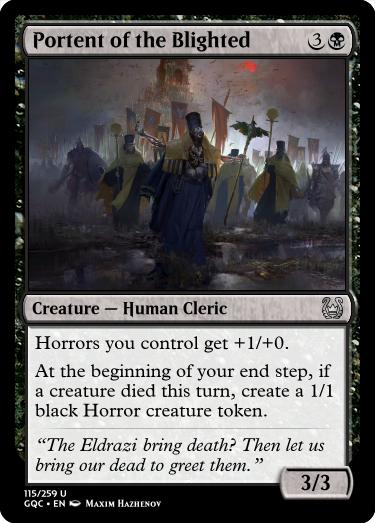 Portent of the Blighted 3
Creature — Human Cleric
Horrors you control get +1/+0.
At the beginning of your end step, if
a creature died this turn, create a 1/1
black Horror creature token.
“The Eldrazi bring death? Then let us
bring our dead to greet them.”
3/3
115/259 U
GQC • EN Maxim Hazhenov